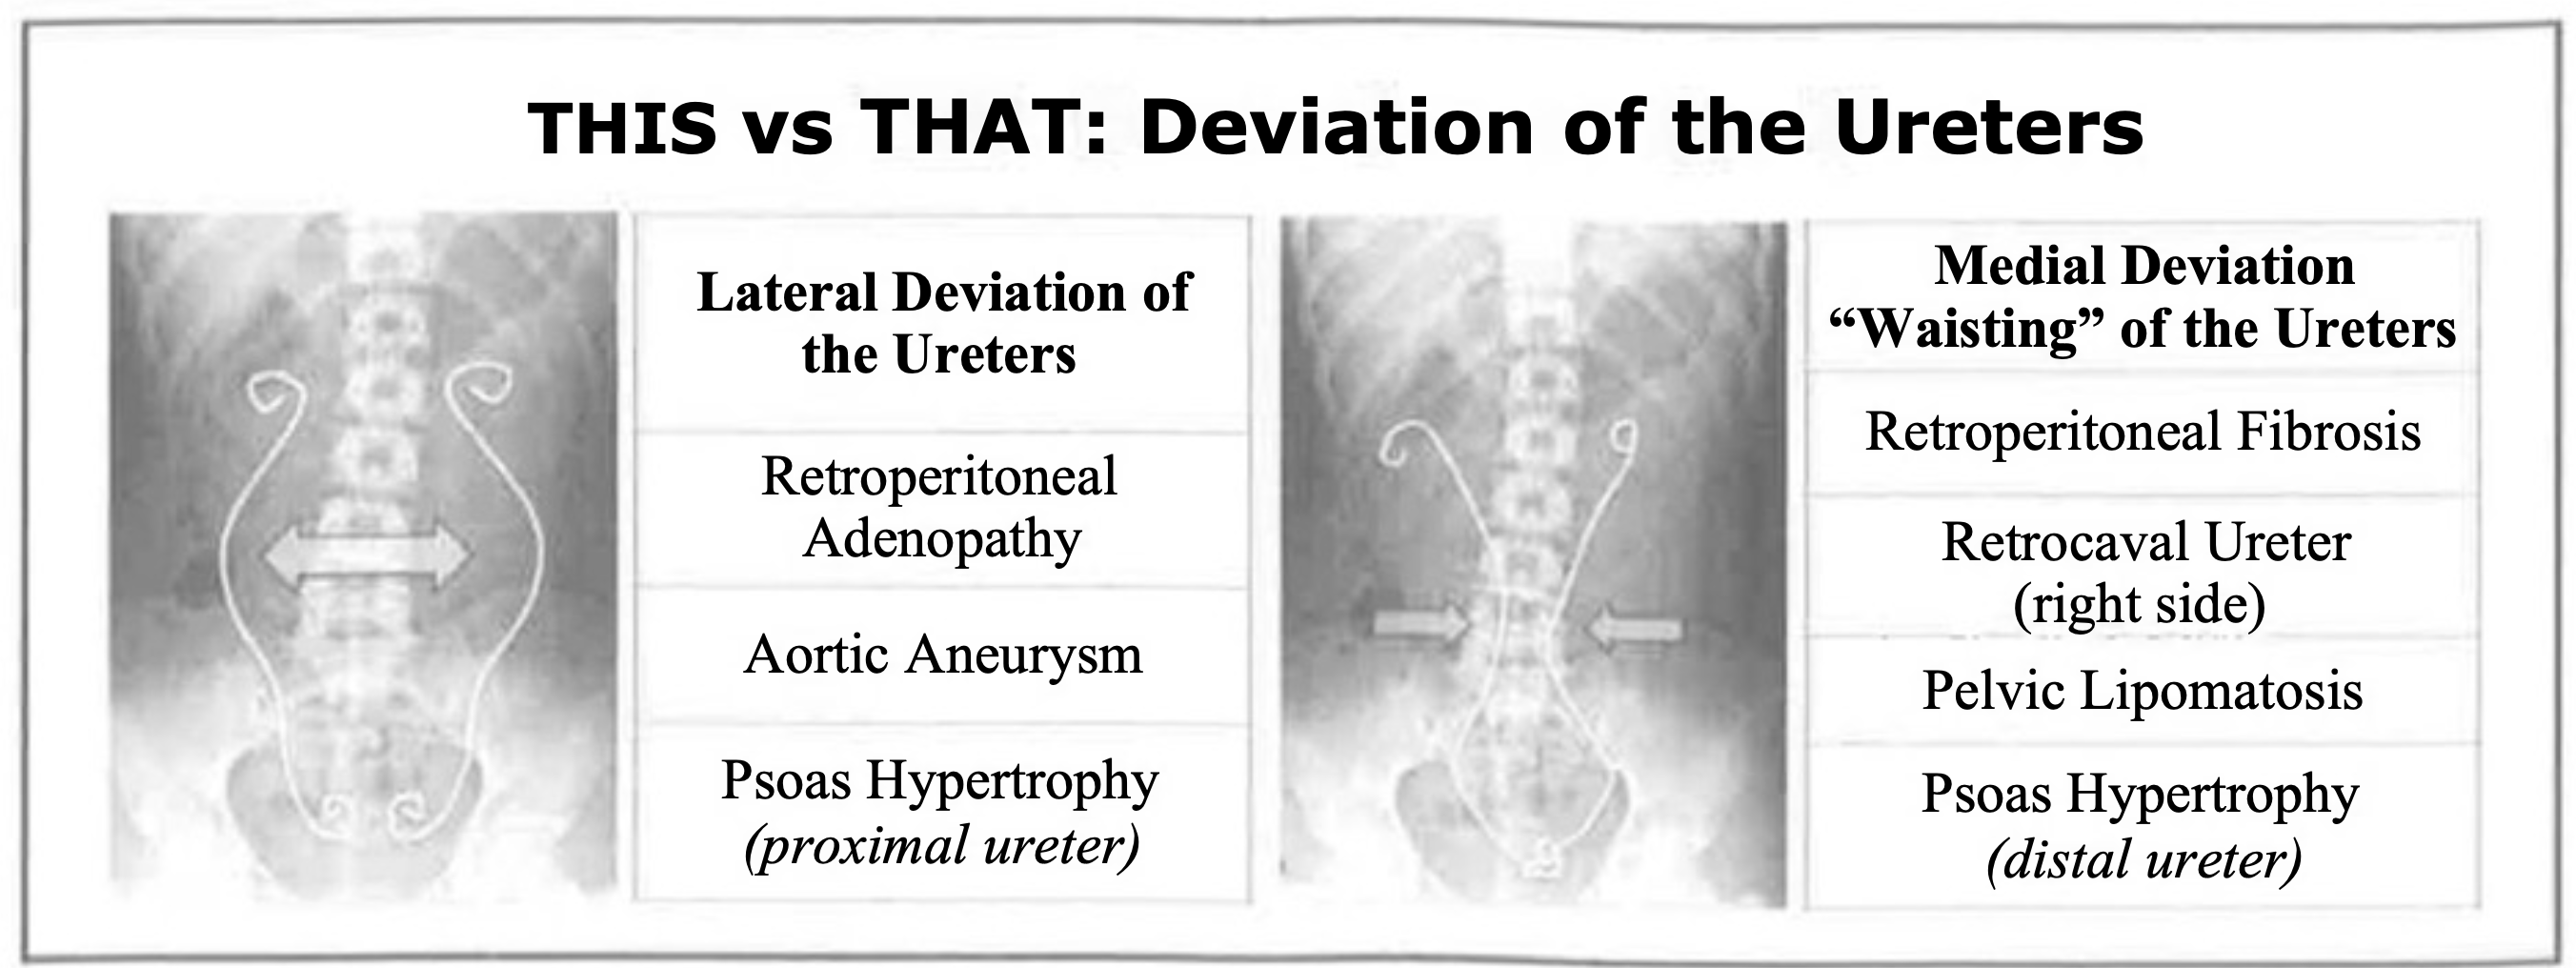 THIS vs THAT: Deviation of the Ureters
Lateral Deviation of
the Ureters
Retroperitoneal
Adenopathy
Aortic Aneurysm
Psoas Hypertrophy
(proximal ureter)
Medial Deviation
“Waisting” of the Ureters
Retroperitoneal Fibrosis
Retrocaval Ureter
(right side)
Pelvic Lipomatosis
Psoas Hypertrophy
(distal ureter)